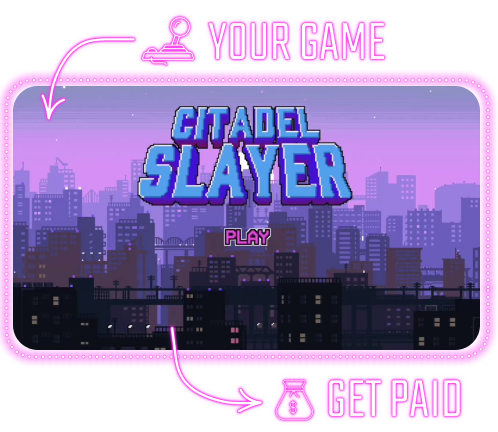 YOUR GAME
CITADEL
SLAYER
PLAY
$ GET PAID